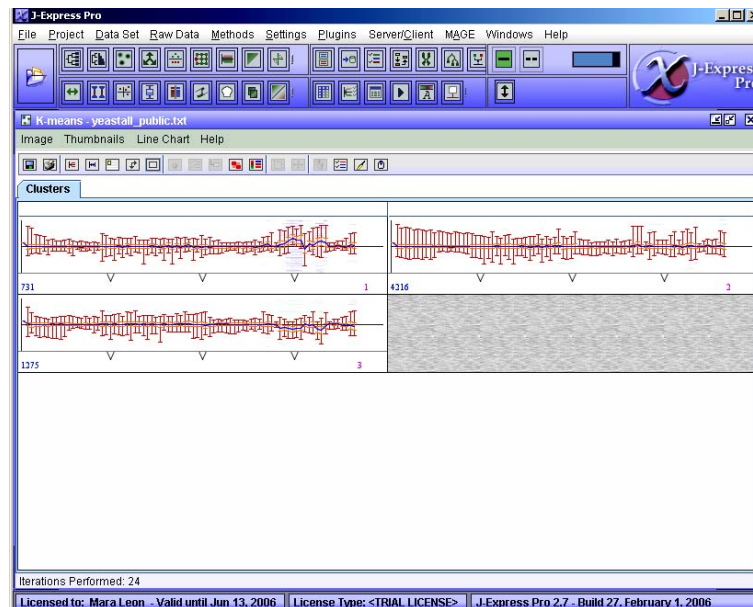 J-Express Pro
File Project Data Set Raw Data Methods Settings Plugins Server/Client MAGE Windows Help
J-Express
Pro
K-means - yeastall_public.txt
Image Thumbnails Line Chart Help
Clusters
731 1 4216 2
1275 3
Iterations Performed: 24
Licensed to: Mara Leon - Valid until Jun 13, 2006 License Type: <TRIAL LICENSE> J-Express Pro 2.7 - Build 27, February 1, 2006